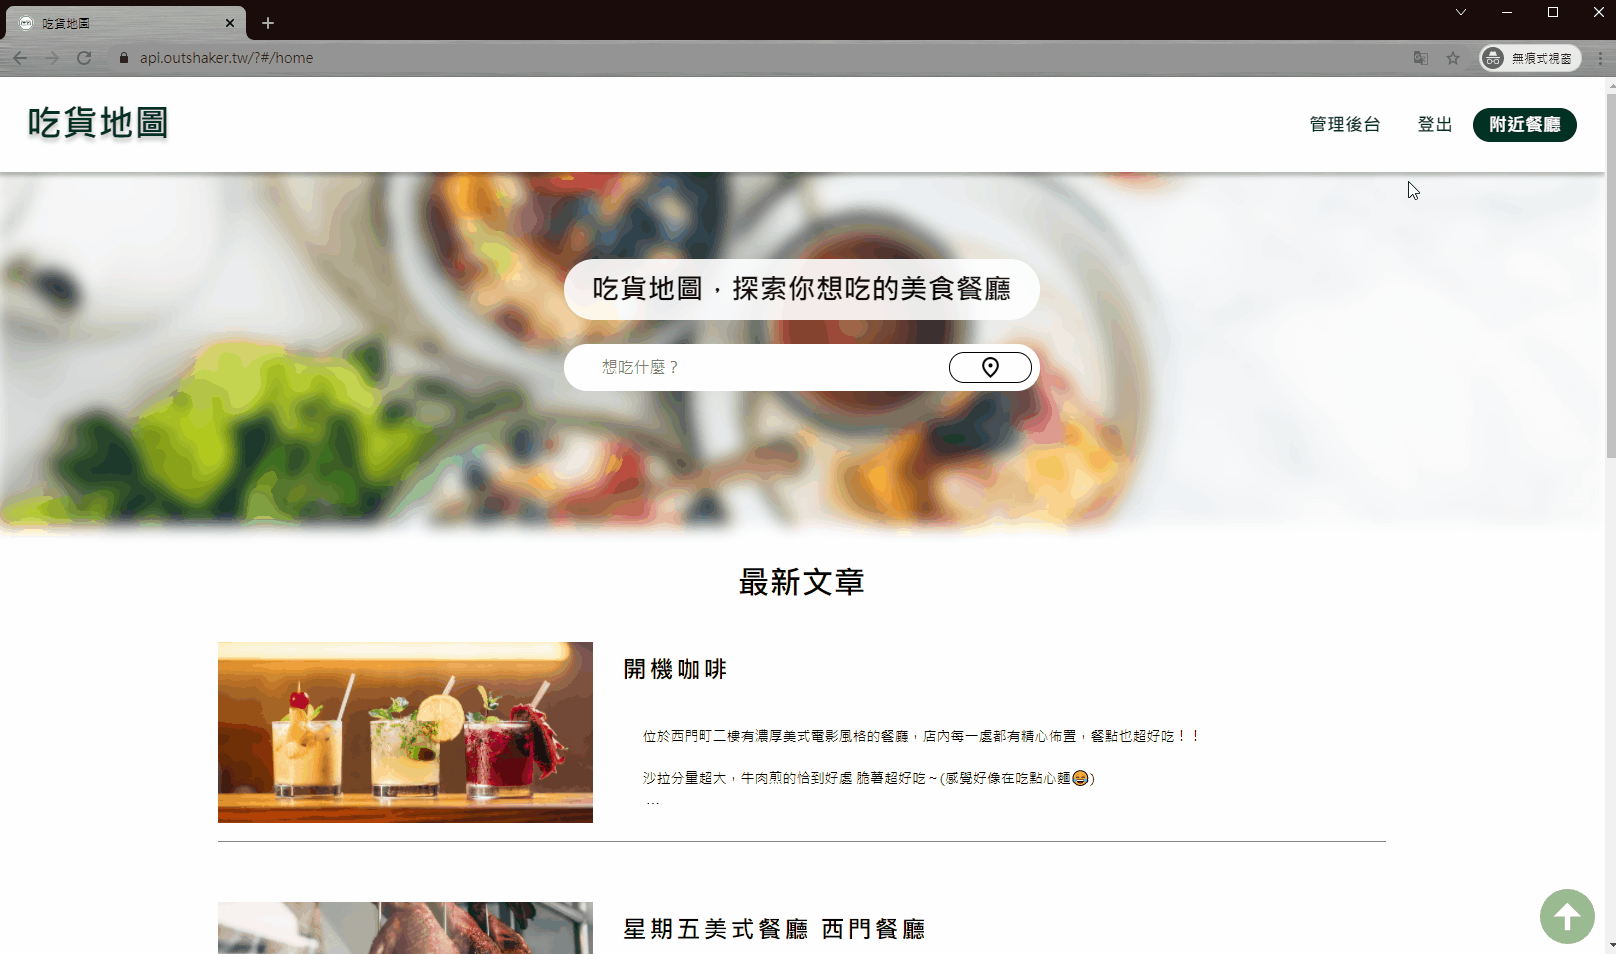 吃貨地圖
api.outshaker.tw/?#/home
無痕式視窗
吃貨地圖
管理後台
登出
附近餐廳
吃貨地圖，探索你想吃的美食餐廳
想吃什麼？
最新文章
開機咖啡
位於西門町二樓有濃厚美式電影風格的餐廳，店內每一處都有精心佈置，餐點也超好吃！！
沙拉分量超大，牛肉煎的恰到好處 脆薯超好吃～(感覺好像在吃點心麵😆)
...
星期五美式餐廳 西門餐廳